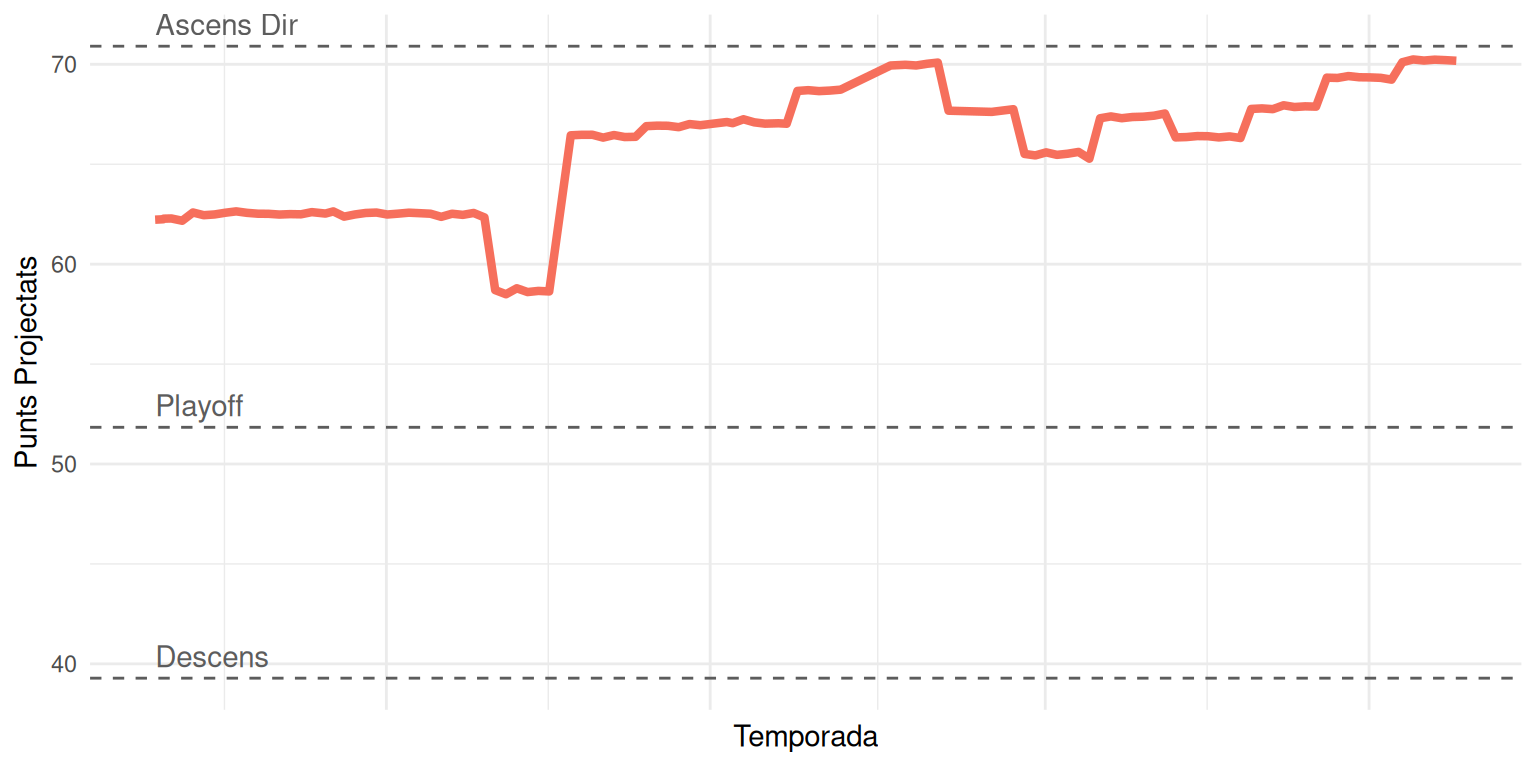 Ascens Dir
70
60
Playoff
50
Descens
40
Punts Projectats
Temporada